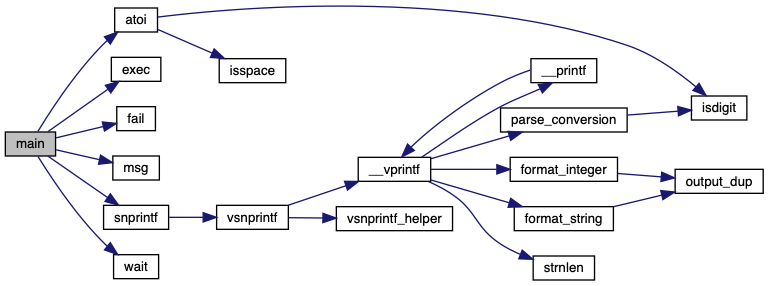 main
atoi
exec
fail
msg
snprintf
wait
isspace
vsnprintf
__vprintf
vsnprintf_helper
__printf
parse_conversion
format_integer
format_string
strnlen
isdigit
output_dup